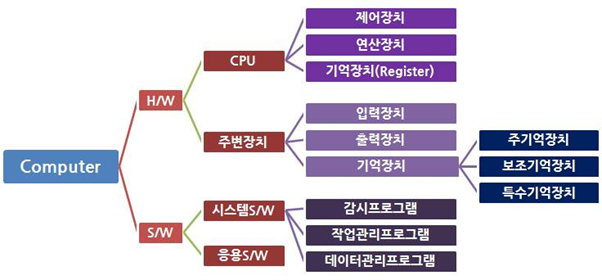 Computer
H/W
CPU
제어장치
연산장치
기억장치(Register)
주변장치
입력장치
출력장치
기억장치
주기억장치
보조기억장치
특수기억장치
S/W
시스템S/W
감시프로그램
작업관리프로그램
데이터관리프로그램
응용S/W